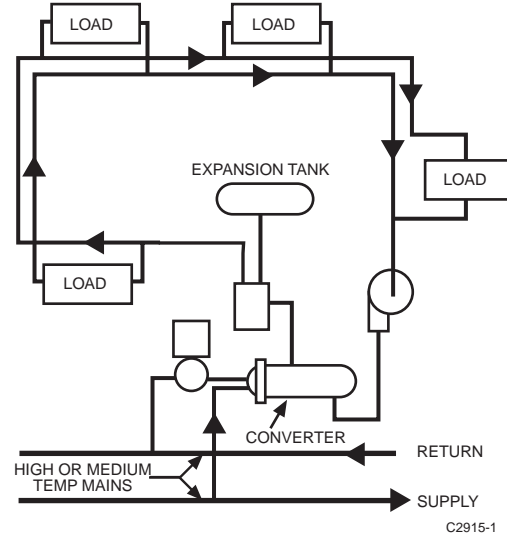 LOAD
LOAD
EXPANSION TANK
LOAD
LOAD
CONVERTER
RETURN
HIGH OR MEDIUM
TEMP MAINS
SUPPLY
C2915-1